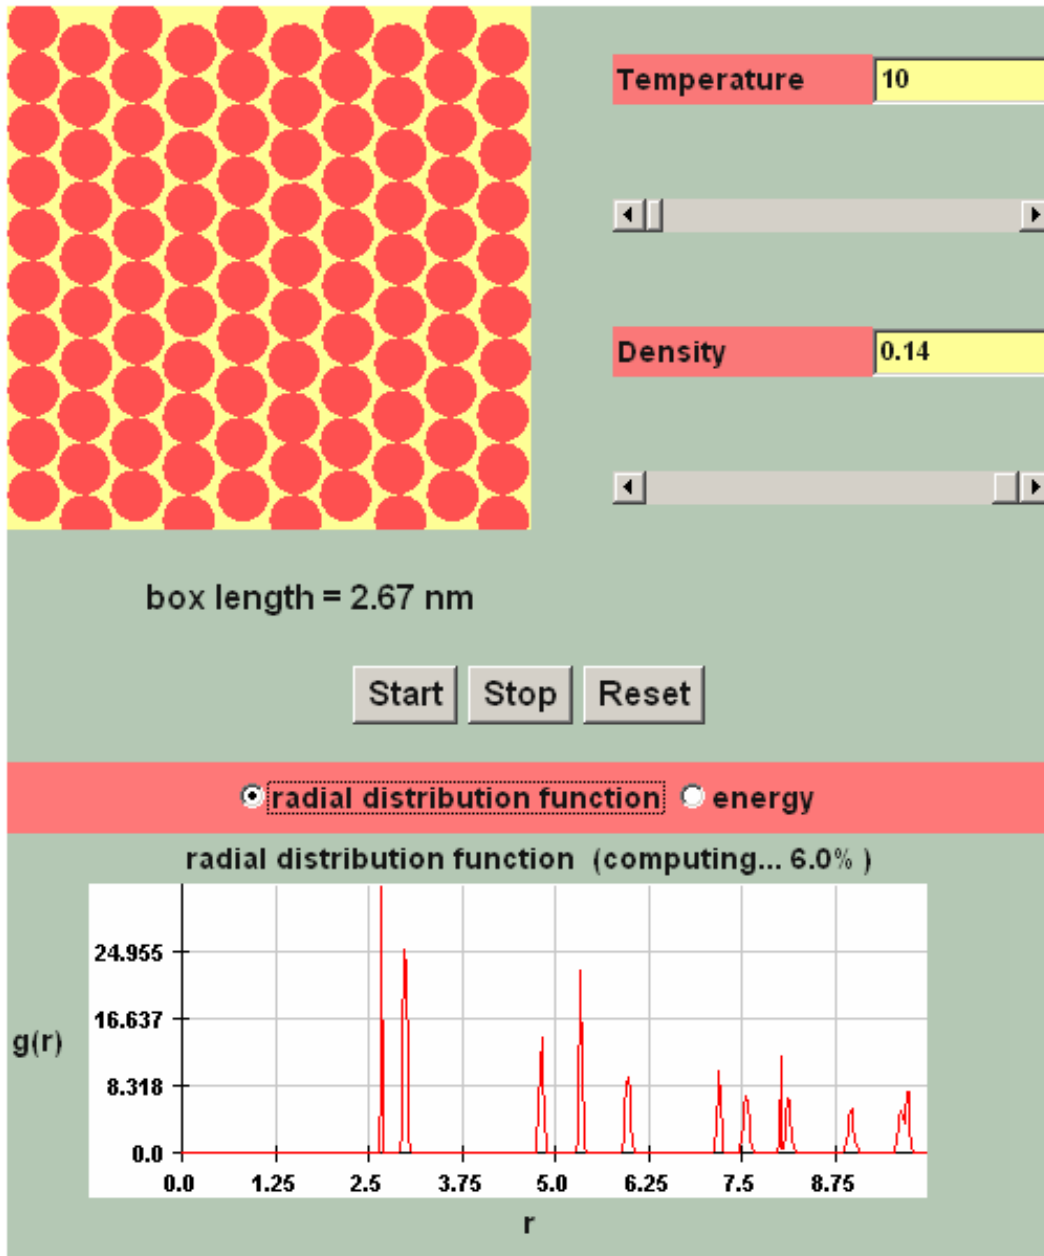 Temperature 10
Density 0.14
box length = 2.67 nm
Start Stop Reset
radial distribution function energy
radial distribution function (computing... 6.0% )
24.955
16.637
g(r)
8.318
0.0
0.0 1.25 2.5 3.75 5.0 6.25 7.5 8.75
r